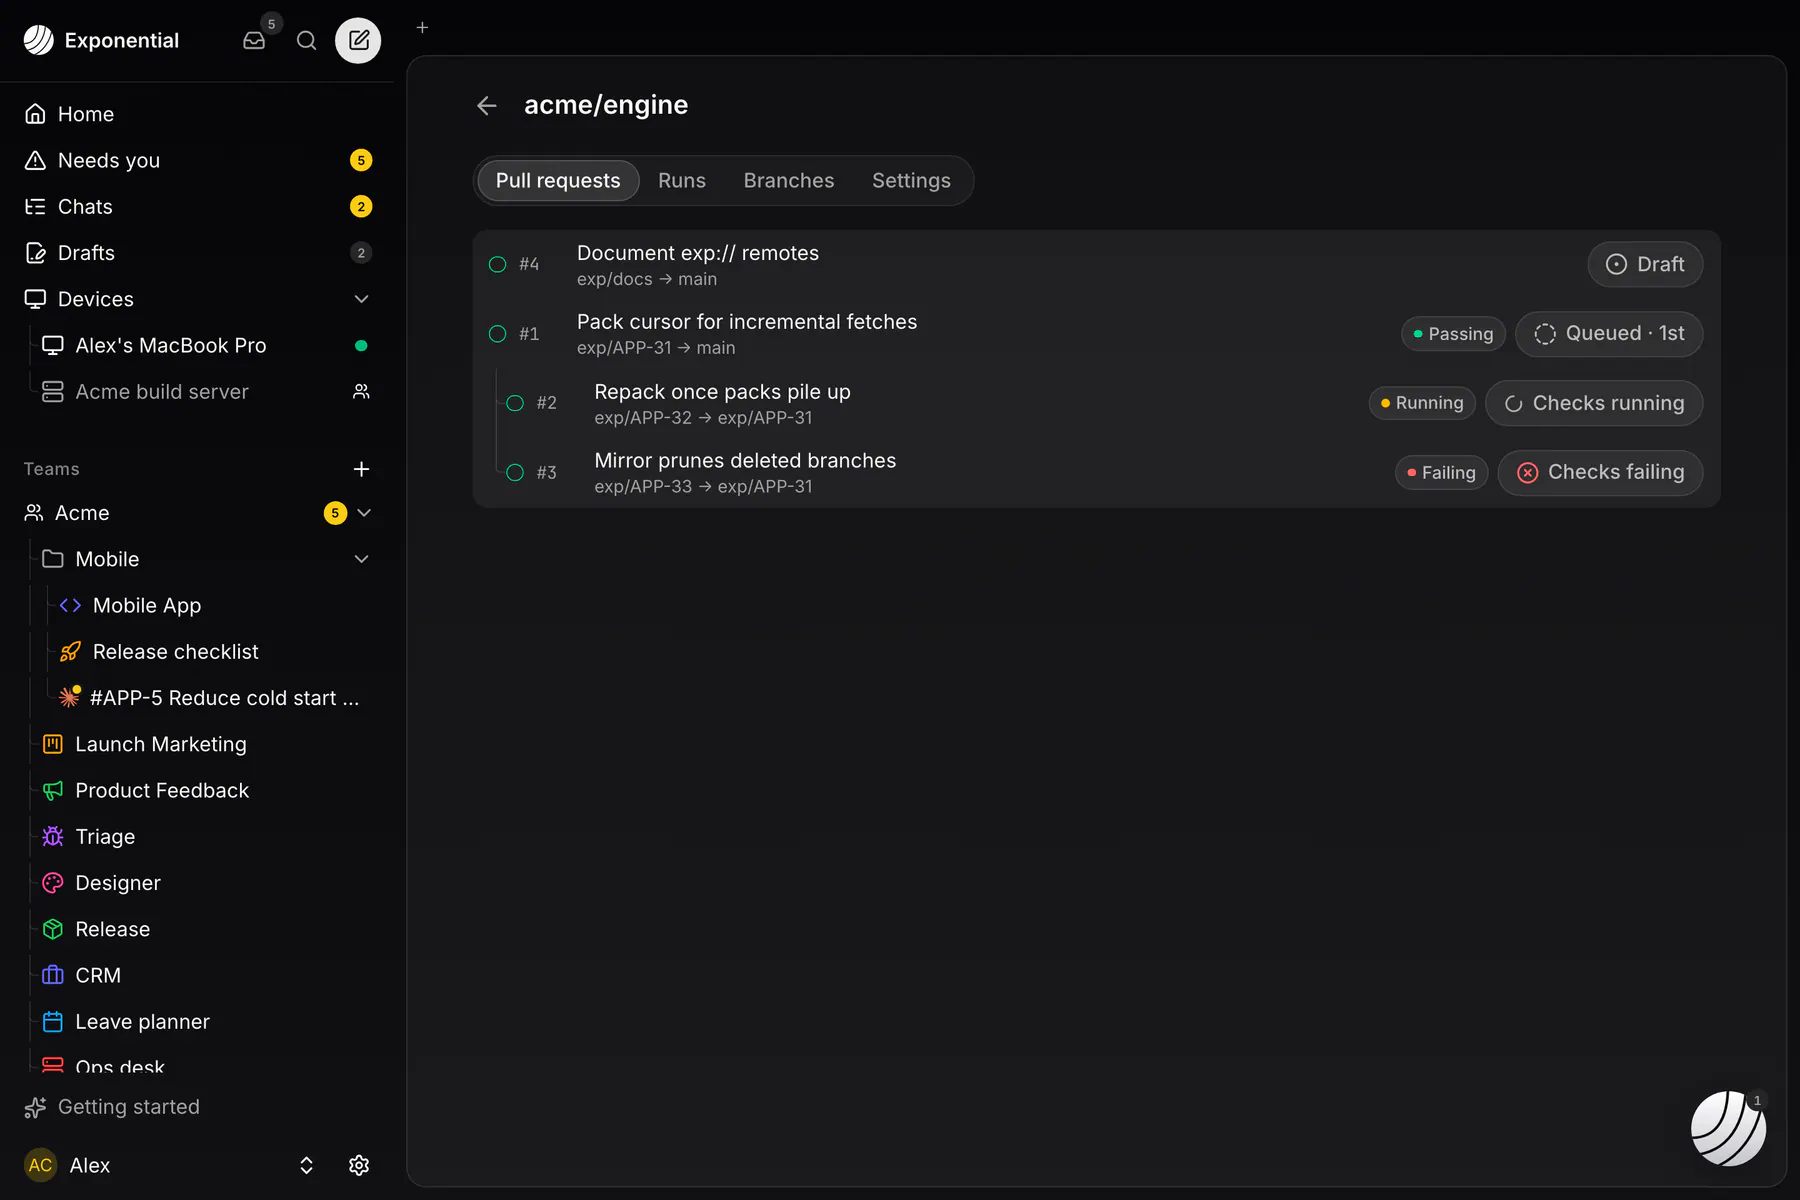 Exponential
5
Home
Needs you
5
Chats
2
Drafts
2
Devices
Alex's MacBook Pro
Acme build server
Teams
Acme
5
Mobile
Mobile App
Release checklist
#APP-5 Reduce cold start ...
Launch Marketing
Product Feedback
Triage
Designer
Release
CRM
Leave planner
Ops desk
Getting started
AC
Alex
acme/engine
Pull requests
Runs
Branches
Settings
#4
Document exp:// remotes
exp/docs → main
Draft
#1
Pack cursor for incremental fetches
exp/APP-31 → main
Passing
Queued · 1st
#2
Repack once packs pile up
exp/APP-32 → exp/APP-31
Running
Checks running
#3
Mirror prunes deleted branches
exp/APP-33 → exp/APP-31
Failing
Checks failing
1